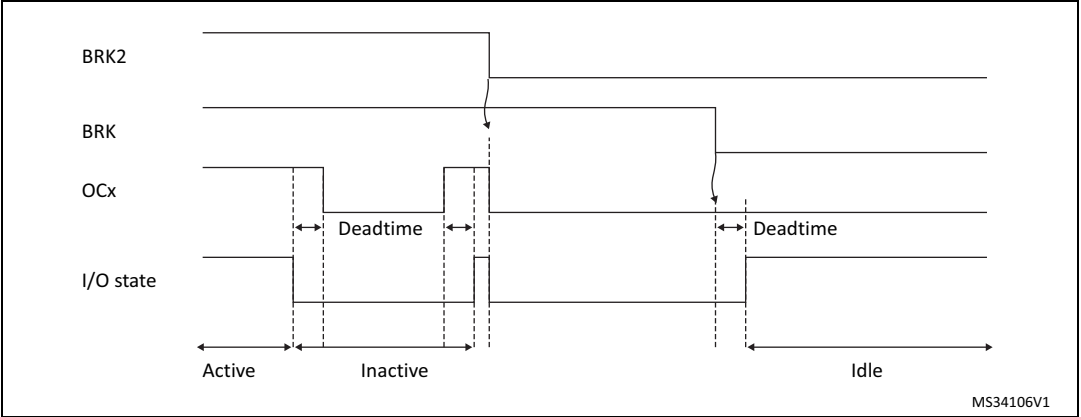 BRK2
BRK
OCx
Deadtime
Deadtime
I/O state
Active
Inactive
Idle
MS34106V1